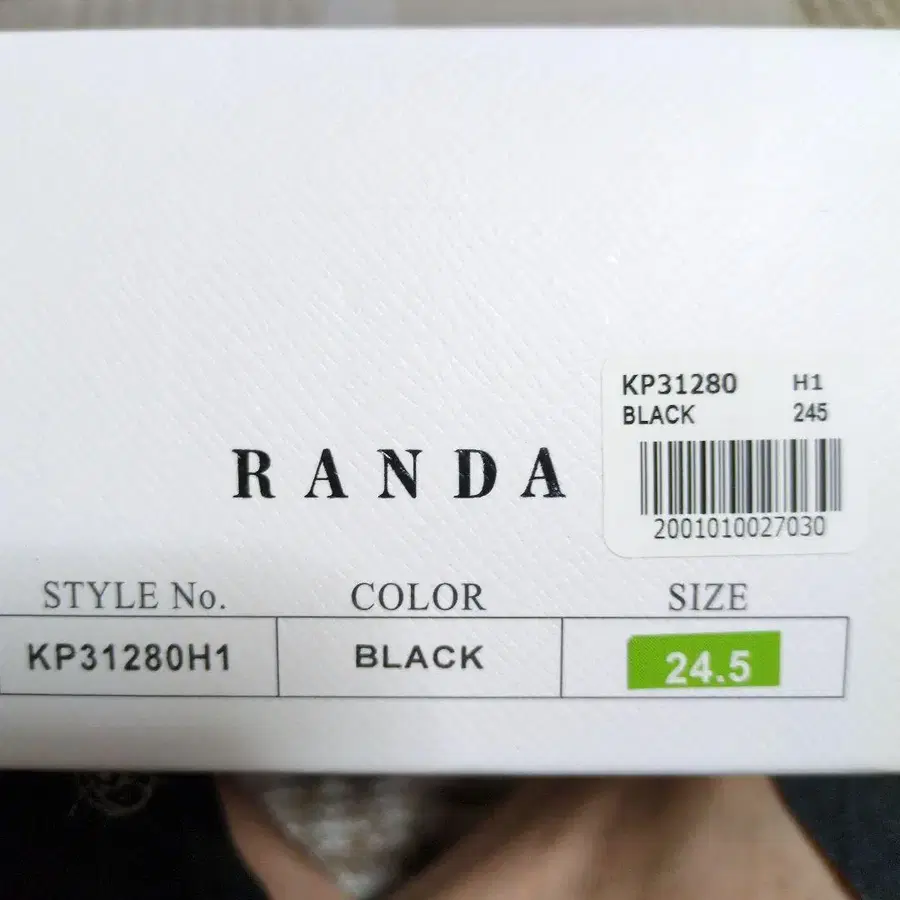 KP31280 H1
BLACK 245
2001010027030
RANDA
STYLE No. COLOR SIZE
KP31280H1 BLACK 24.5